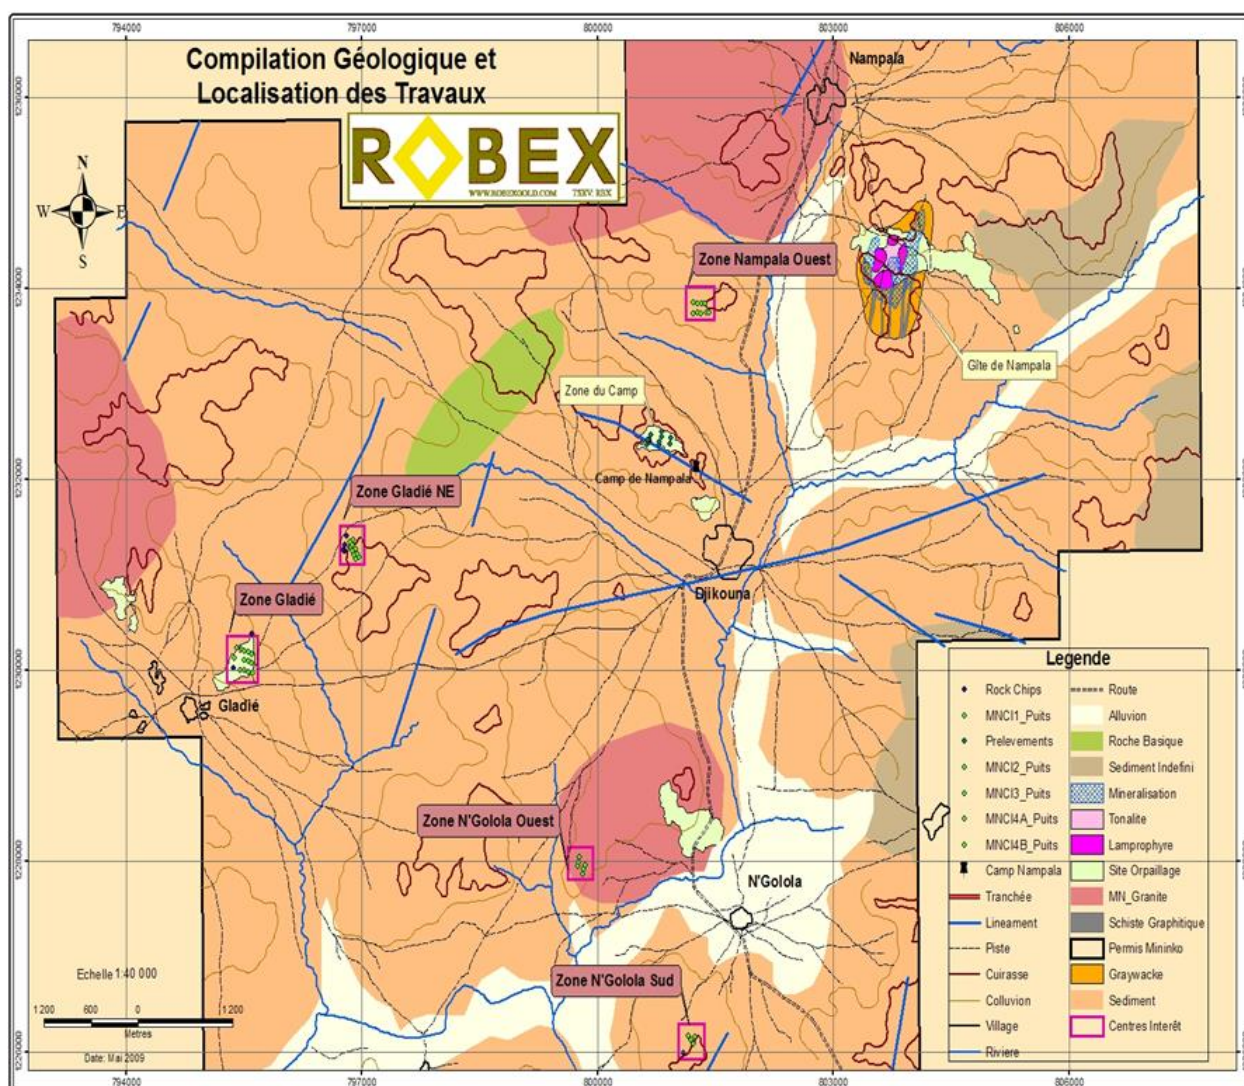 794000 797000 800000 803000 806000
Compilation Géologique et
Localisation des Travaux
ROBEX
WWW.ROBEXGOLD.COM TSXV. RBX
N
W E
S
Nampala
Zone Nampala Ouest
Gîte de Nampala
Zone du Camp
Camp de Nampala
Zone Gladié NE
Djikouna
Zone Gladié
Gladié
Zone N'Golola Ouest
N'Golola
Zone N'Golola Sud
Echelle 1:40 000
1 200 600 0 1 200
Metres
Date: Mai 2009
Legende
Rock Chips
MNCI1_Puits
Prelevements
MNCI2_Puits
MNCI3_Puits
MNCI4A_Puits
MNCI4B_Puits
Camp Nampala
Tranchée
Lineament
Piste
Cuirasse
Colluvion
Village
Riviere
Route
Alluvion
Roche Basique
Sediment Indefini
Mineralisation
Tonalite
Lamprophyre
Site Orpaillage
MN_Granite
Schiste Graphitique
Permis Mininko
Graywacke
Sediment
Centres Interêt
794000 797000 800000 803000 806000